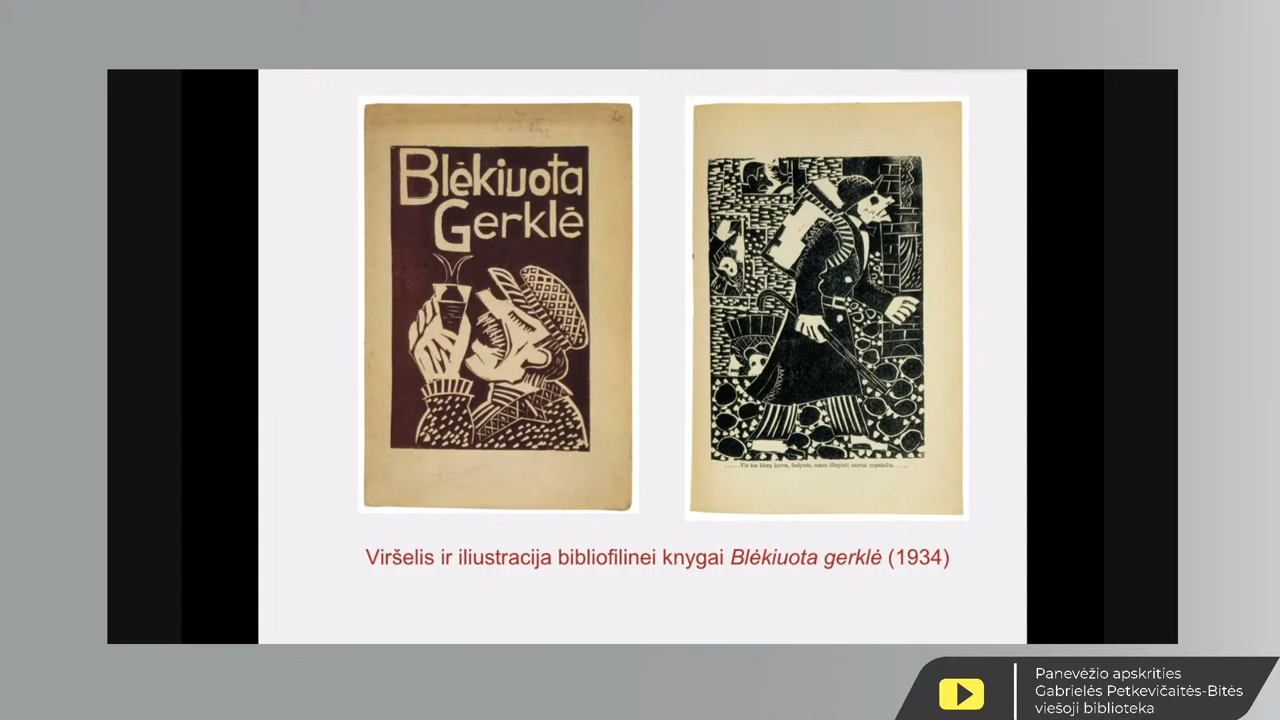 Blėkiuota
Gerklė
Viršelis ir iliustracija bibliofilinei knygai Blėkiuota gerklė (1934)
Panevėžio apskrities
Gabrielės Petkevičaitės-Bitės
viešoji biblioteka